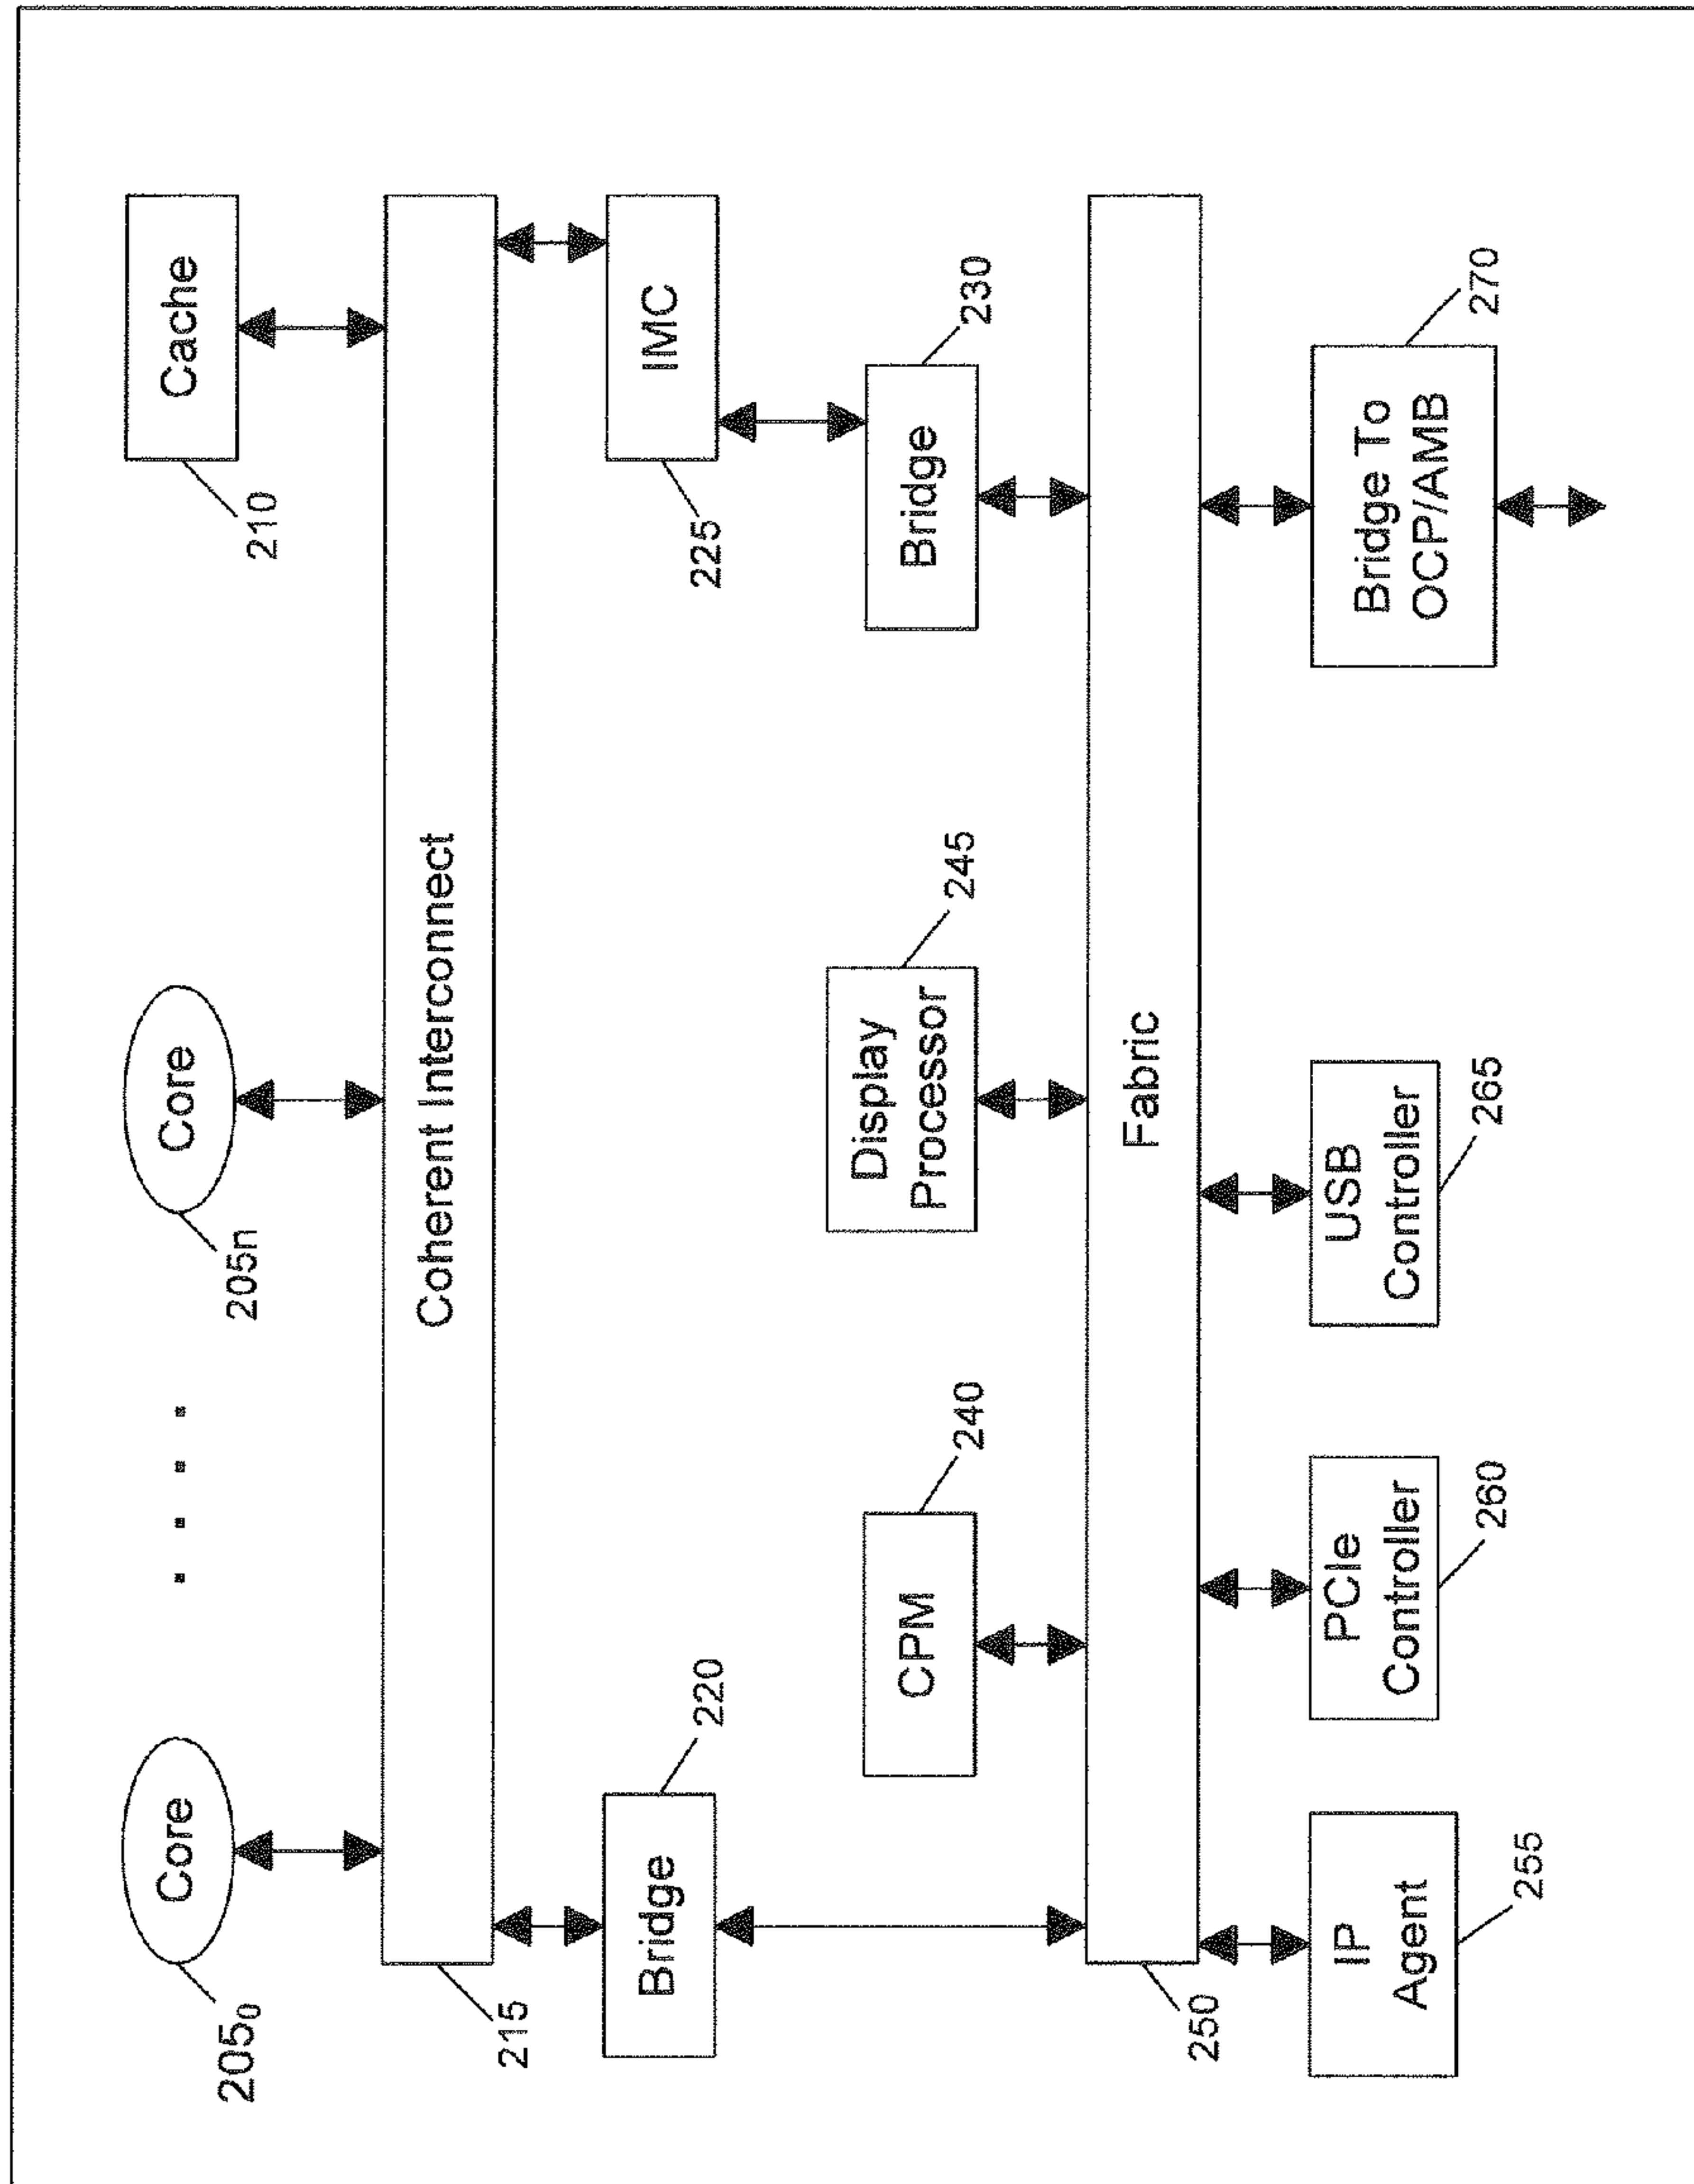 Core
205₀
Core
205n
Cache
210
Coherent Interconnect
215
Bridge
220
IMC
225
CPM
240
Display
Processor
245
Bridge
230
Fabric
250
IP
Agent
255
PCIe
Controller
260
USB
Controller
265
Bridge To
OCP/AMB
270